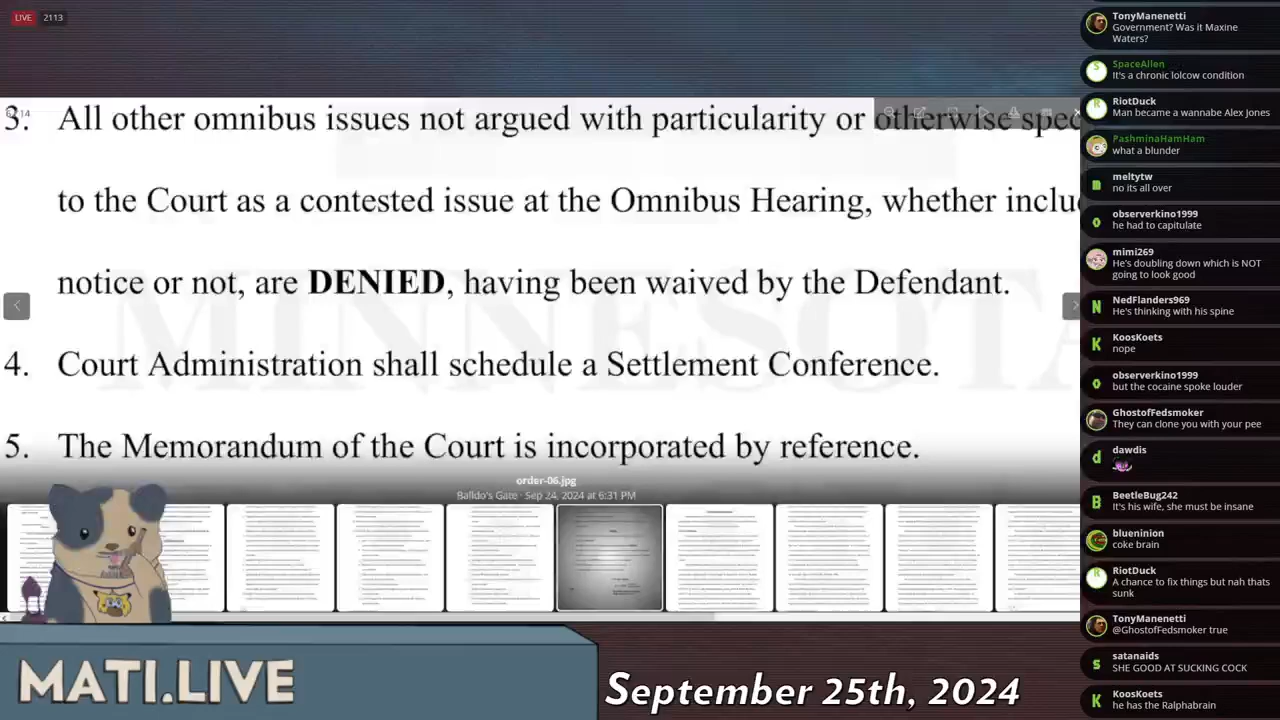 LIVE 2113
3. All other omnibus issues not argued with particularity or otherwise spec
to the Court as a contested issue at the Omnibus Hearing, whether inclu
notice or not, are DENIED, having been waived by the Defendant.
4. Court Administration shall schedule a Settlement Conference.
5. The Memorandum of the Court is incorporated by reference.
MINNESOTA
order-06.jpg
Balldo's Gate · Sep 24, 2024 at 6:31 PM
MATI.LIVE
September 25th, 2024
TonyManenetti
Government? Was it Maxine
Waters?
SpaceAllen
It's a chronic lolcow condition
RiotDuck
Man became a wannabe Alex Jones
PashminaHamHam
what a blunder
meltytw
no its all over
observerkino1999
he had to capitulate
mimi269
He's doubling down which is NOT
going to look good
NedFlanders969
He's thinking with his spine
KoosKoets
nope
observerkino1999
but the cocaine spoke louder
GhostofFedsmoker
They can clone you with your pee
dawdis
BeetleBug242
It's his wife, she must be insane
blueninion
coke brain
RiotDuck
A chance to fix things but nah thats
sunk
TonyManenetti
@GhostofFedsmoker true
satanaids
SHE GOOD AT SUCKING COCK
KoosKoets
he has the Ralphabrain